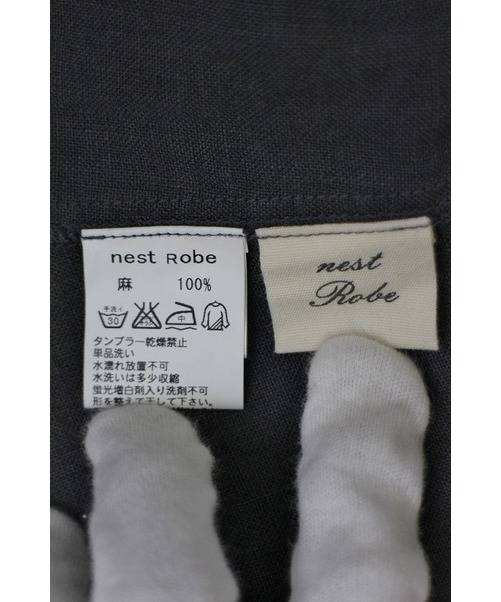 nest Robe
麻 100%
手洗イ
30
中
タンブラー乾燥禁止
単品洗い
水濡れ放置不可
水洗いは多少収縮
蛍光増白剤入り洗剤不可
形を整えて干して下さい。
nest
Robe